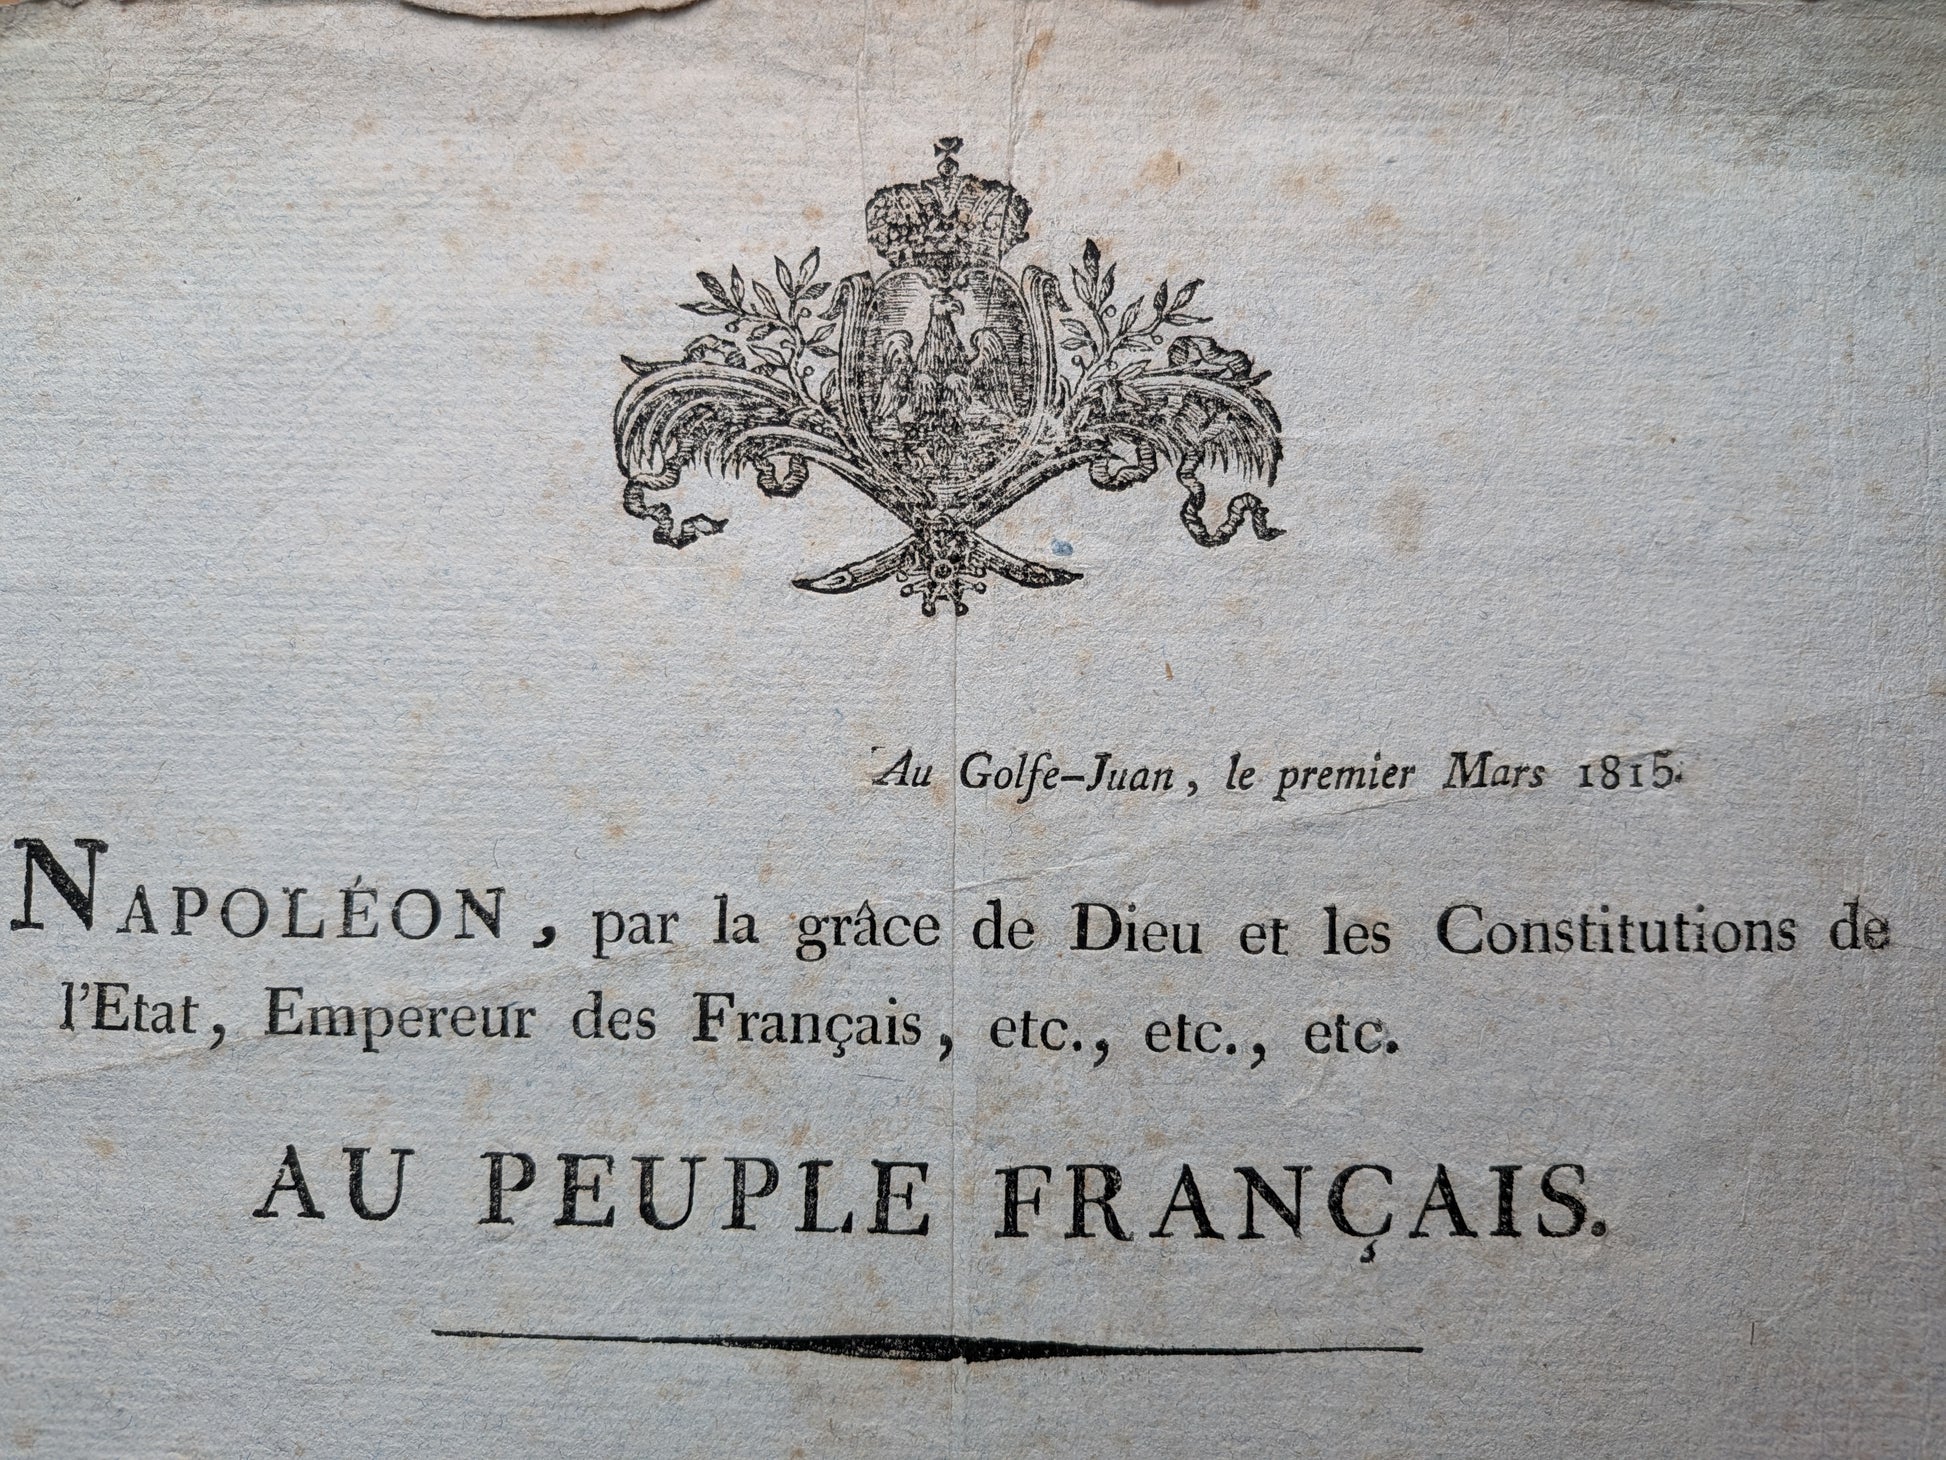 Au Golfe-Juan, le premier Mars 1815.
NAPOLÉON, par la grâce de Dieu et les Constitutions de
l'Etat, Empereur des Français, etc., etc., etc.
AU PEUPLE FRANÇAIS.